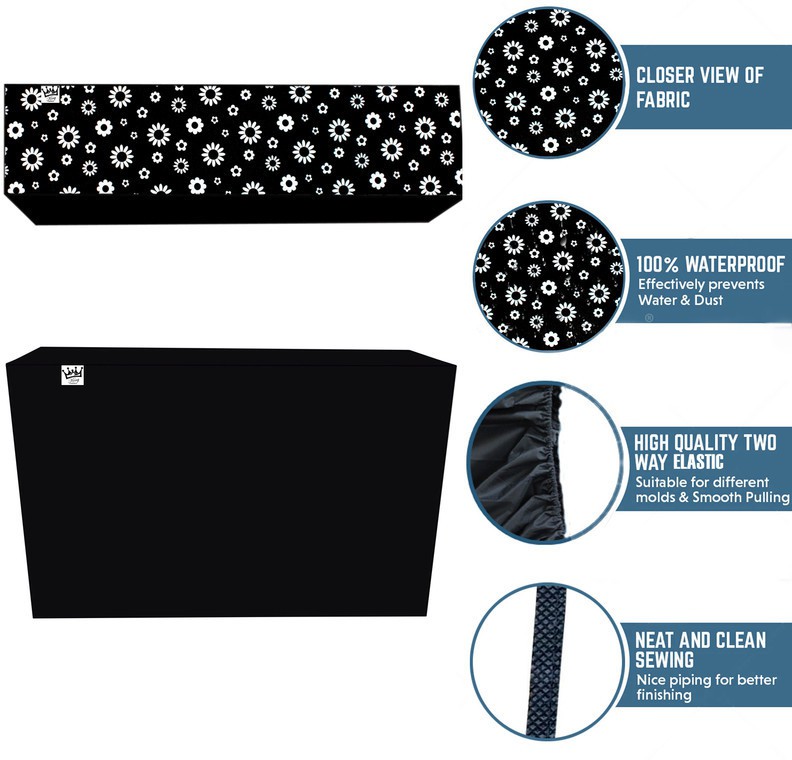 CLOSER VIEW OF
FABRIC
100% WATERPROOF
Effectively prevents
Water & Dust
®
HIGH QUALITY TWO
WAY ELASTIC
Suitable for different
molds & Smooth Pulling
NEAT AND CLEAN
SEWING
Nice piping for better
finishing